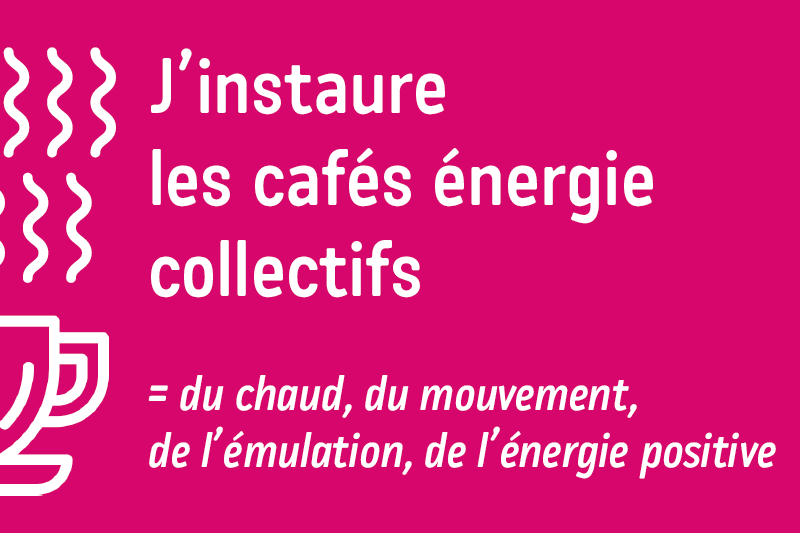 J’instaure
les cafés énergie
collectifs
= du chaud, du mouvement,
de l’émulation, de l’énergie positive